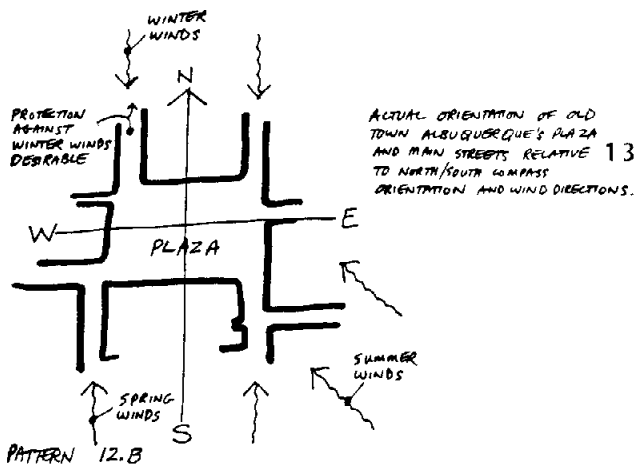 WINTER
WINDS
N
PROTECTION
AGAINST
WINTER WINDS
DESIRABLE
ACTUAL ORIENTATION OF OLD
TOWN ALBUQUERQUE'S PLAZA
AND MAIN STREETS RELATIVE 13
TO NORTH/SOUTH COMPASS
ORIENTATION AND WIND DIRECTIONS.
W
E
PLAZA
SUMMER
WINDS
SPRING
WINDS
S
PATTERN 12.B